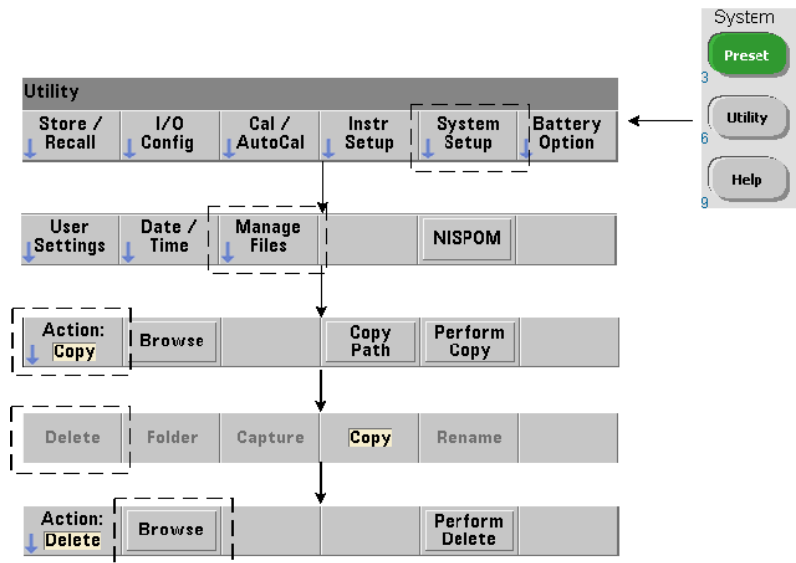 System
Preset
3
Utility
6
Help
9
Utility
Store / Recall
I/O Config
Cal / AutoCal
Instr Setup
System Setup
Battery Option
User Settings
Date / Time
Manage Files
NISPOM
Action: Copy
Browse
Copy Path
Perform Copy
Delete
Folder
Capture
Copy
Rename
Action: Delete
Browse
Perform Delete